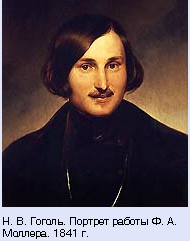 Н. В. Гоголь. Портрет работы Ф. А.
Моллера. 1841 г.